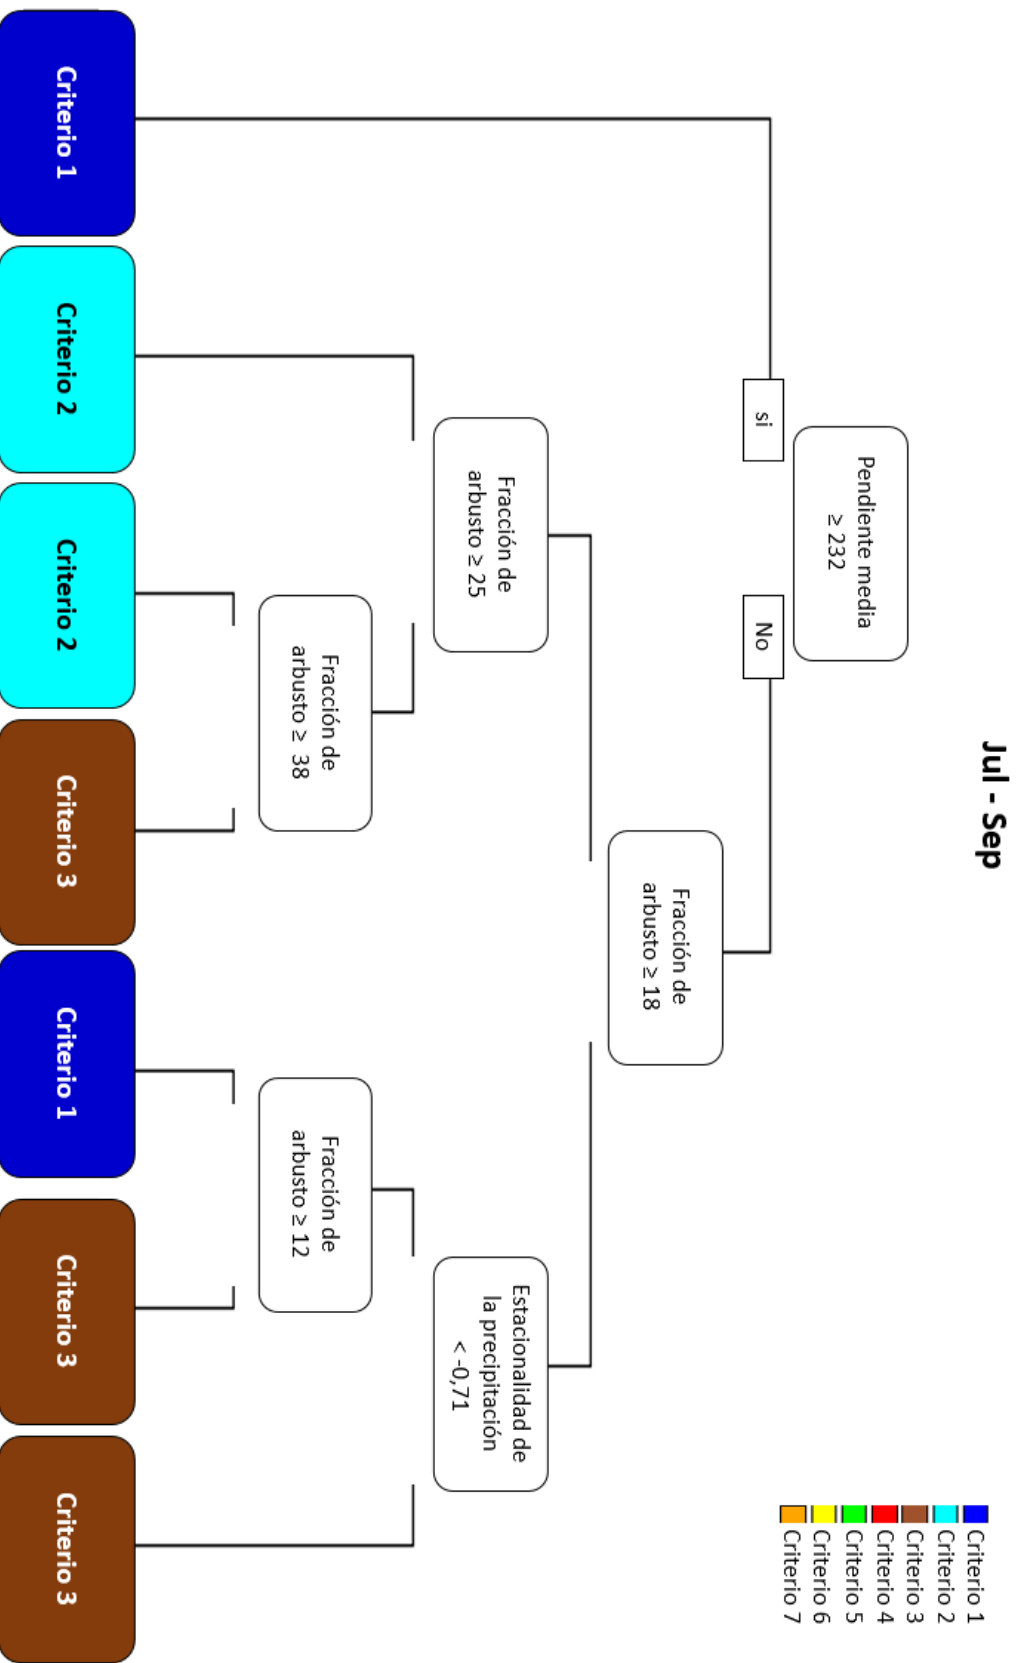 Jul - Sep
Criterio 1
Criterio 2
Criterio 3
Criterio 4
Criterio 5
Criterio 6
Criterio 7
Pendiente media
≥ 232
si
No
Fracción de
arbusto ≥ 18
Fracción de
arbusto ≥ 25
Estacionalidad de
la precipitación
< -0,71
Fracción de
arbusto ≥ 38
Fracción de
arbusto ≥ 12
Criterio 1
Criterio 2
Criterio 2
Criterio 3
Criterio 1
Criterio 3
Criterio 3